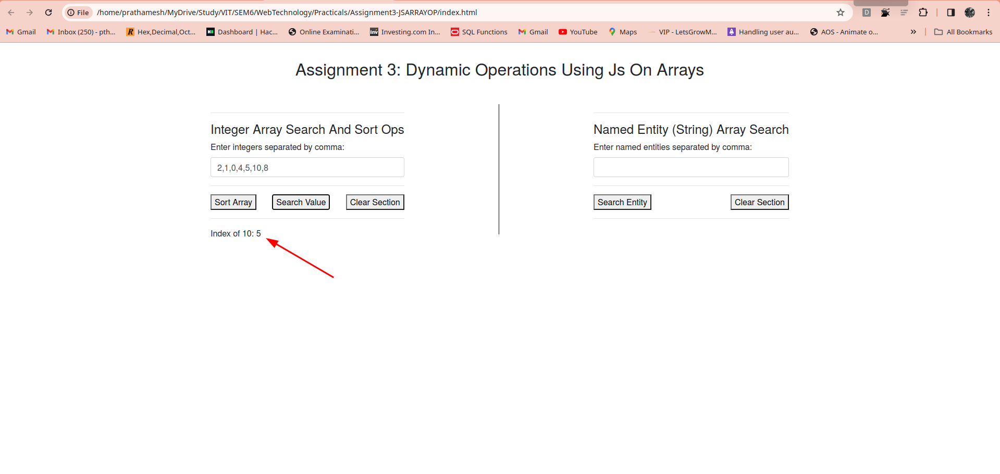 File /home/prathamesh/MyDrive/Study/VIT/SEM6/WebTechnology/Practicals/Assignment3-JSARRAYOP/index.html D
Gmail Inbox (250) - pth... R Hex,Decimal,Oct... Dashboard | Hac... Online Examinati... Inv Investing.com In... SQL Functions Gmail YouTube Maps VIP - LetsGrowM... Handling user au... AOS - Animate o... » All Bookmarks
Assignment 3: Dynamic Operations Using Js On Arrays
Integer Array Search And Sort Ops
Enter integers separated by comma:
2,1,0,4,5,10,8
Sort Array Search Value Clear Section
Index of 10: 5
Named Entity (String) Array Search
Enter named entities separated by comma:
Search Entity Clear Section